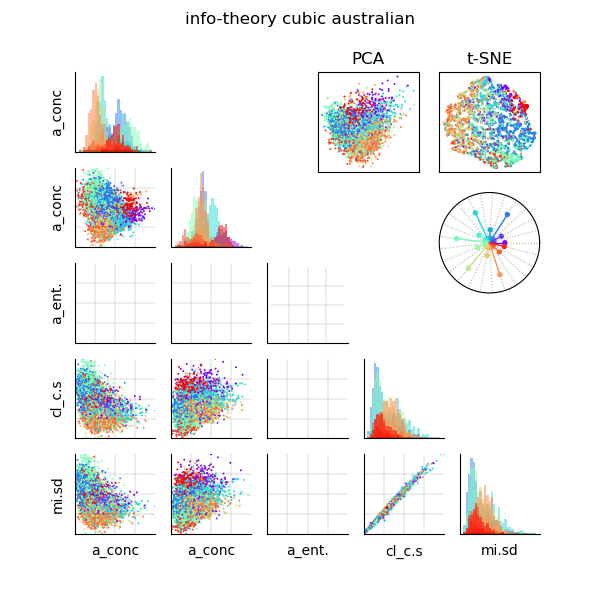 info-theory cubic australian
PCA
t-SNE
a_conc
a_conc
a_ent.
cl_c.s
mi.sd
a_conc
a_conc
a_ent.
cl_c.s
mi.sd